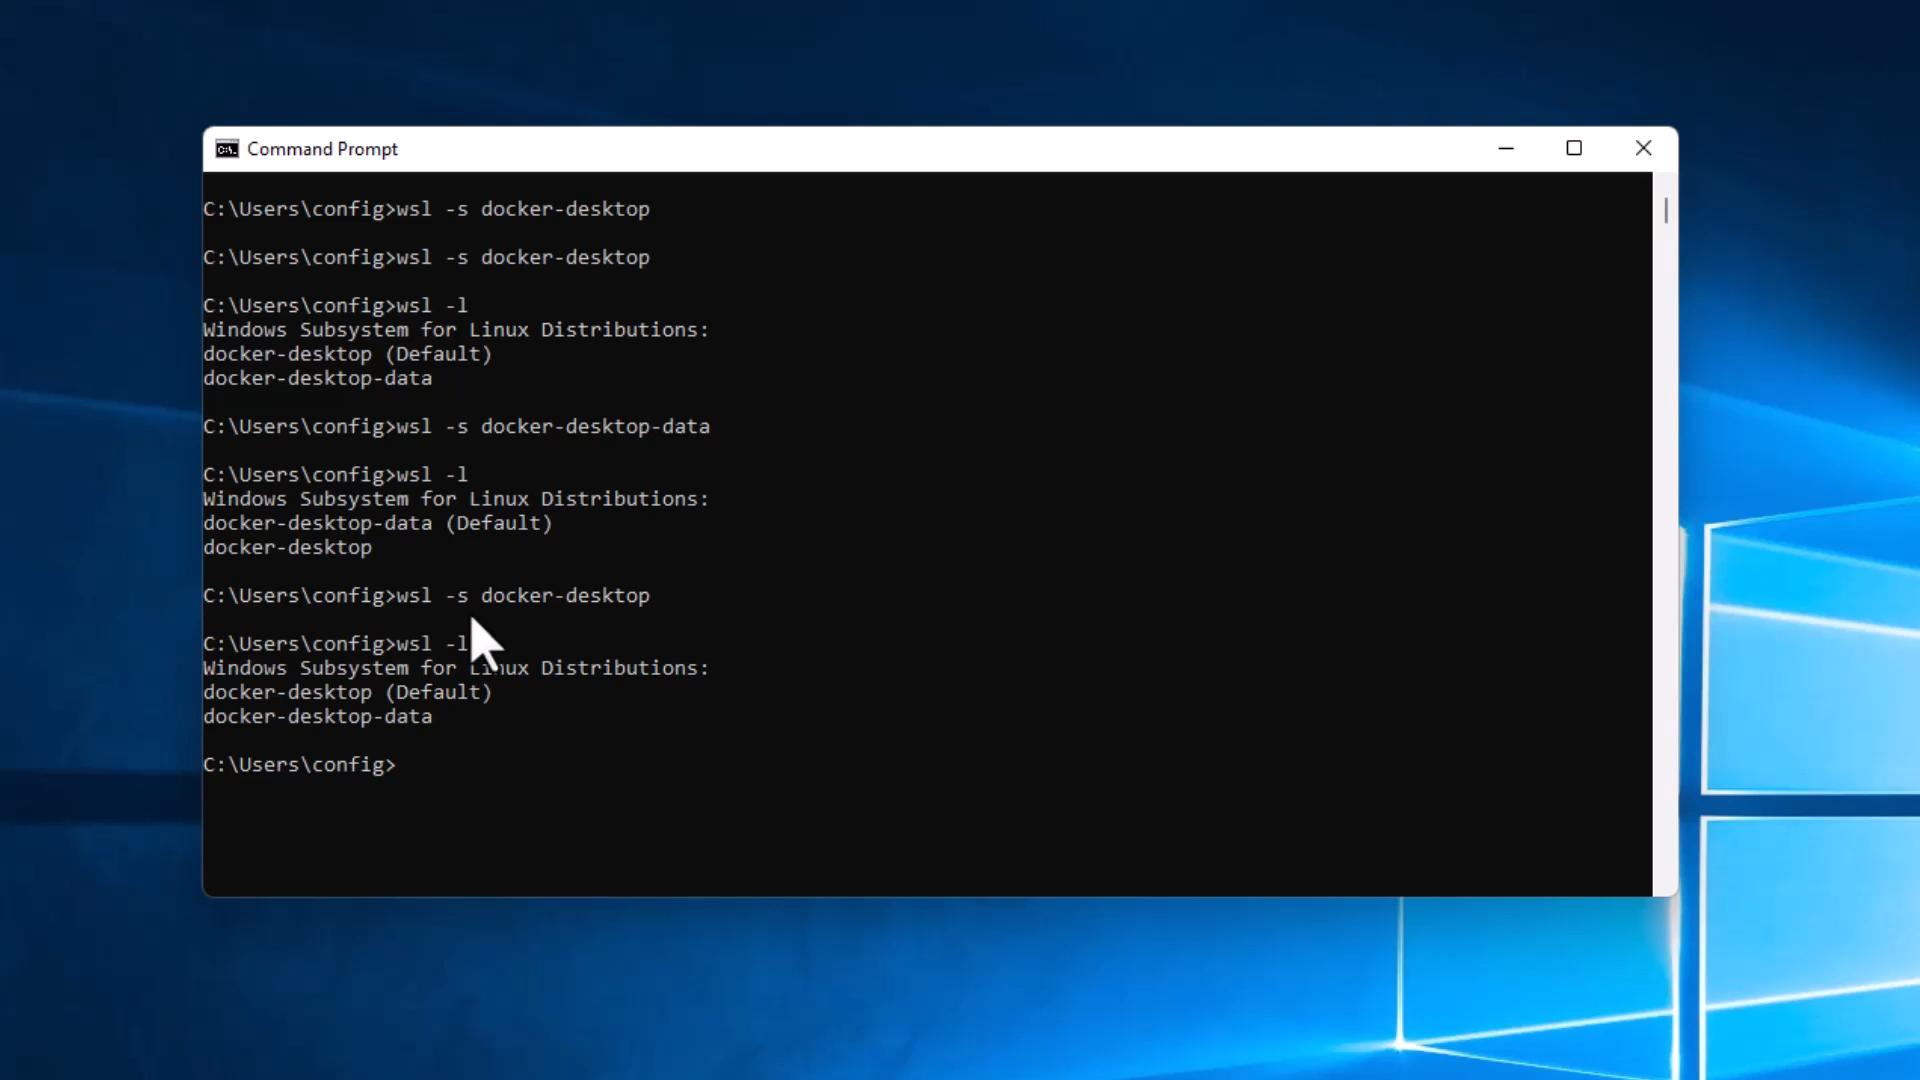 Command Prompt
C:\Users\config>wsl -s docker-desktop
C:\Users\config>wsl -s docker-desktop
C:\Users\config>wsl -l
Windows Subsystem for Linux Distributions:
docker-desktop (Default)
docker-desktop-data
C:\Users\config>wsl -s docker-desktop-data
C:\Users\config>wsl -l
Windows Subsystem for Linux Distributions:
docker-desktop-data (Default)
docker-desktop
C:\Users\config>wsl -s docker-desktop
C:\Users\config>wsl -l
Windows Subsystem for Linux Distributions:
docker-desktop (Default)
docker-desktop-data
C:\Users\config>